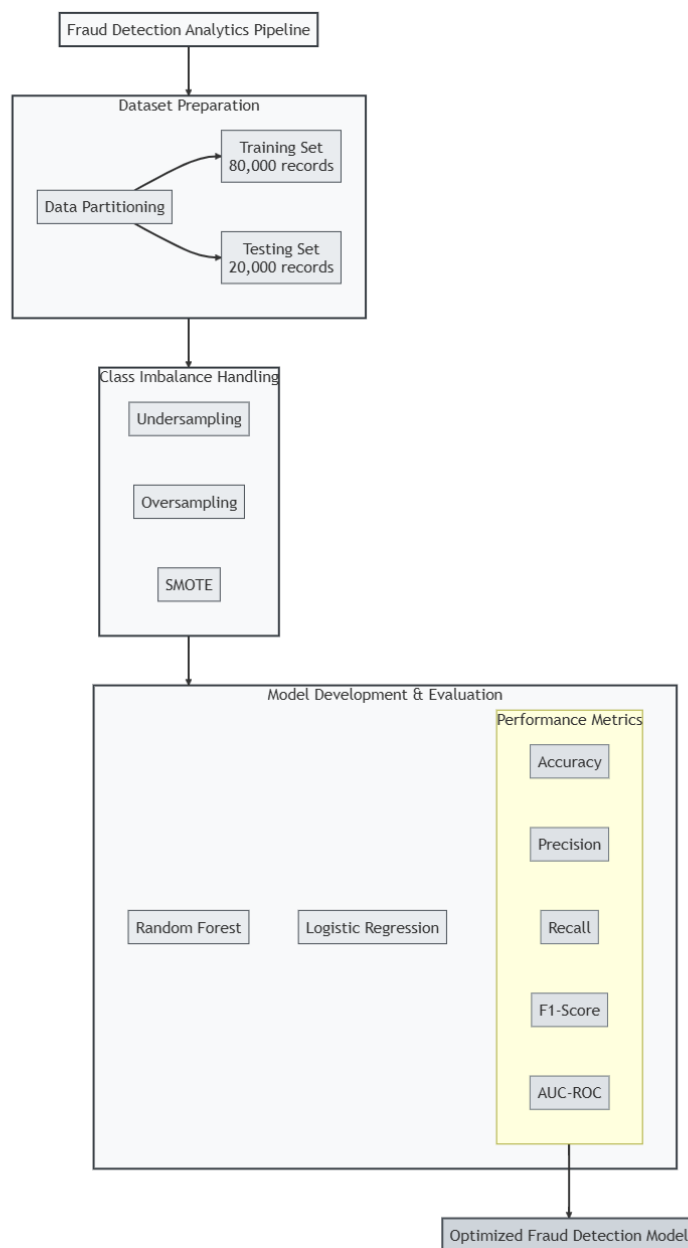 Fraud Detection Analytics Pipeline
Dataset Preparation
Training Set
80,000 records
Data Partitioning
Testing Set
20,000 records
Class Imbalance Handling
Undersampling
Oversampling
SMOTE
Model Development & Evaluation
Performance Metrics
Accuracy
Precision
Random Forest
Logistic Regression
Recall
F1-Score
AUC-ROC
Optimized Fraud Detection Model